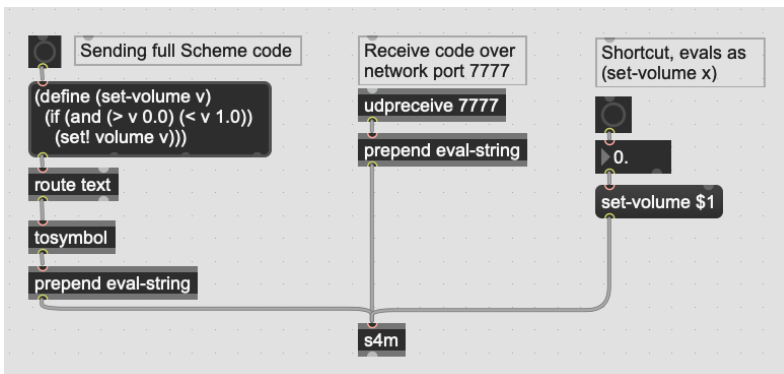 Sending full Scheme code
(define (set-volume v)
(if (and (> v 0.0) (< v 1.0))
(set! volume v)))
route text
tosymbol
prepend eval-string
Receive code over
network port 7777
udpreceive 7777
prepend eval-string
Shortcut, evals as
(set-volume x)
0.
set-volume $1
s4m